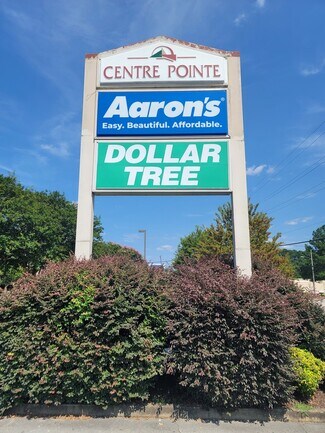 CENTRE POINTE
Aaron's
Easy. Beautiful. Affordable.
DOLLAR
TREE